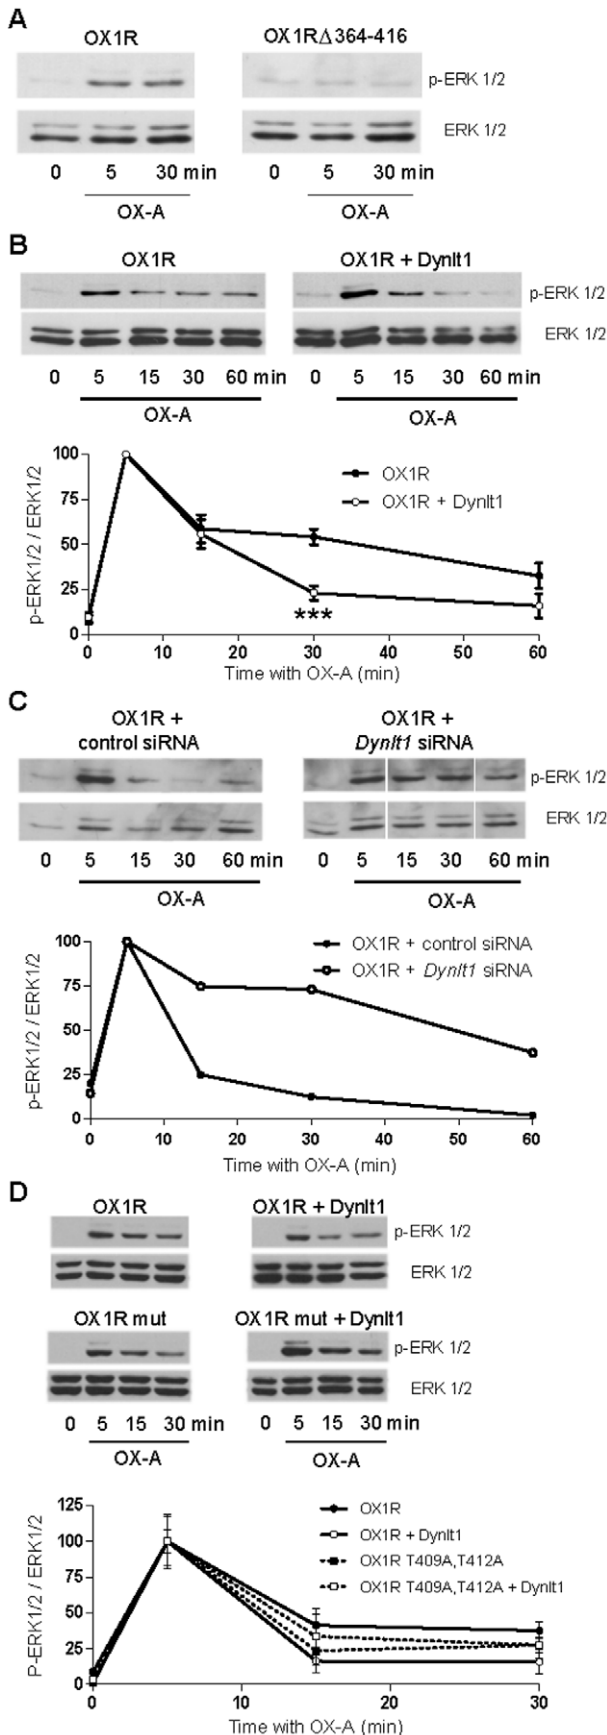 A
OX1R OX1RΔ364-416
p-ERK 1/2
ERK 1/2
0 5 30 min 0 5 30 min
OX-A OX-A
B
OX1R OX1R + Dynlt1
p-ERK 1/2
ERK 1/2
0 5 15 30 60 min 0 5 15 30 60 min
OX-A OX-A
100
75
50
25
0
p-ERK1/2 / ERK1/2
OX1R
OX1R + Dynlt1
***
0 10 20 30 40 50 60
Time with OX-A (min)
C
OX1R + OX1R +
control siRNA Dynlt1 siRNA
p-ERK 1/2
ERK 1/2
0 5 15 30 60 min 0 5 15 30 60 min
OX-A OX-A
100
75
50
25
0
p-ERK1/2 / ERK1/2
OX1R + control siRNA
OX1R + Dynlt1 siRNA
0 10 20 30 40 50 60
Time with OX-A (min)
D
OX1R OX1R + Dynlt1
p-ERK 1/2
ERK 1/2
OX1R mut OX1R mut + Dynlt1
p-ERK 1/2
ERK 1/2
0 5 15 30 min 0 5 15 30 min
OX-A OX-A
125
100
75
50
25
0
P-ERK1/2 / ERK1/2
OX1R
OX1R + Dynlt1
OX1R T409A,T412A
OX1R T409A,T412A + Dynlt1
0 10 20 30
Time with OX-A (min)